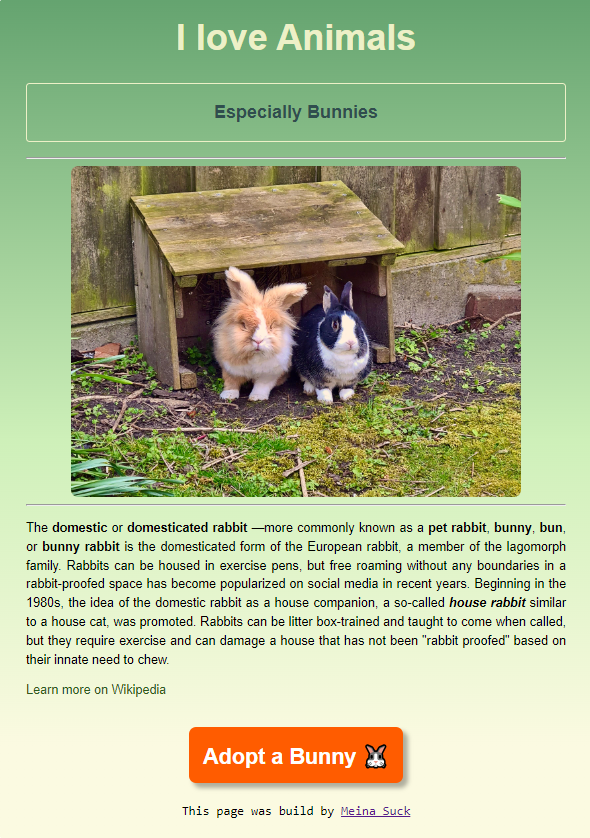 I love Animals
Especially Bunnies
The domestic or domesticated rabbit —more commonly known as a pet rabbit, bunny, bun,
or bunny rabbit is the domesticated form of the European rabbit, a member of the lagomorph
family. Rabbits can be housed in exercise pens, but free roaming without any boundaries in a
rabbit-proofed space has become popularized on social media in recent years. Beginning in the
1980s, the idea of the domestic rabbit as a house companion, a so-called house rabbit similar
to a house cat, was promoted. Rabbits can be litter box-trained and taught to come when called,
but they require exercise and can damage a house that has not been "rabbit proofed" based on
their innate need to chew.
Learn more on Wikipedia
Adopt a Bunny 🐰
This page was build by Meina Suck